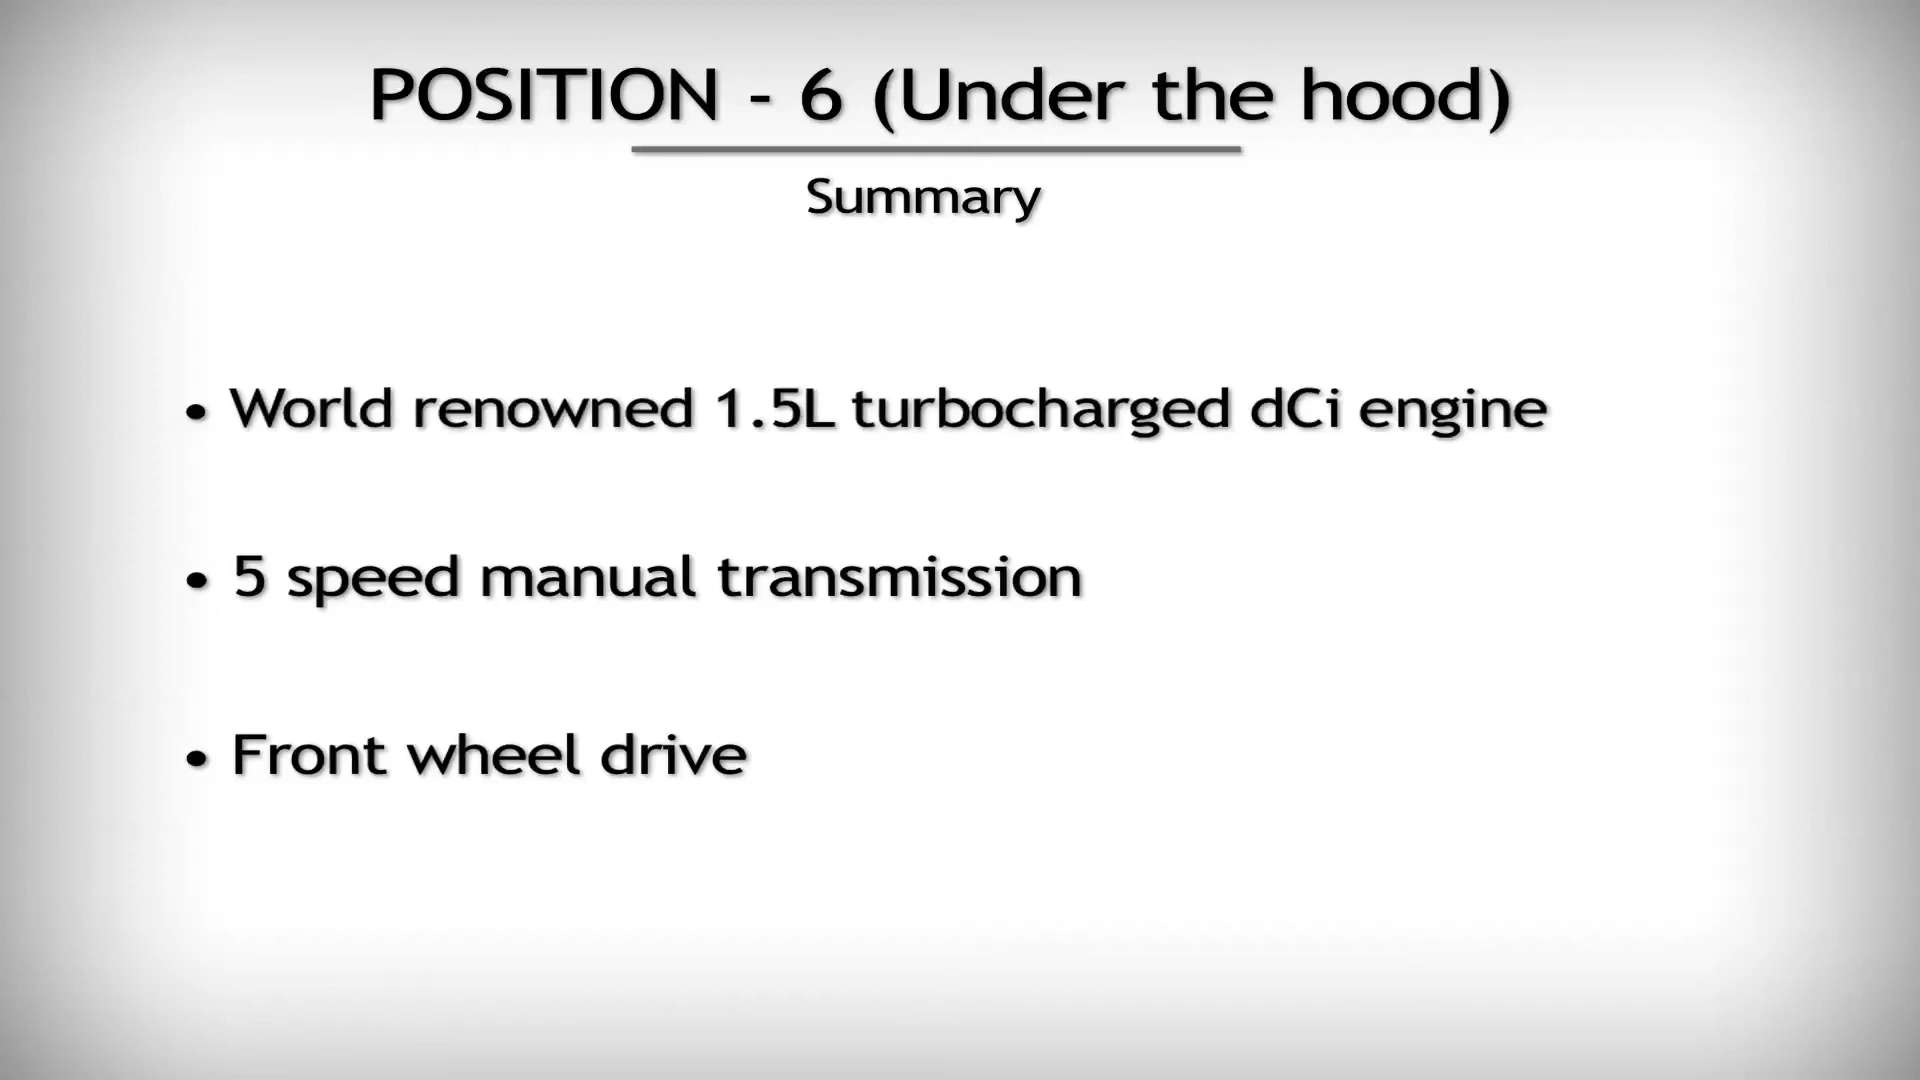 POSITION - 6 (Under the hood)
Summary
• World renowned 1.5L turbocharged dCi engine
• 5 speed manual transmission
• Front wheel drive